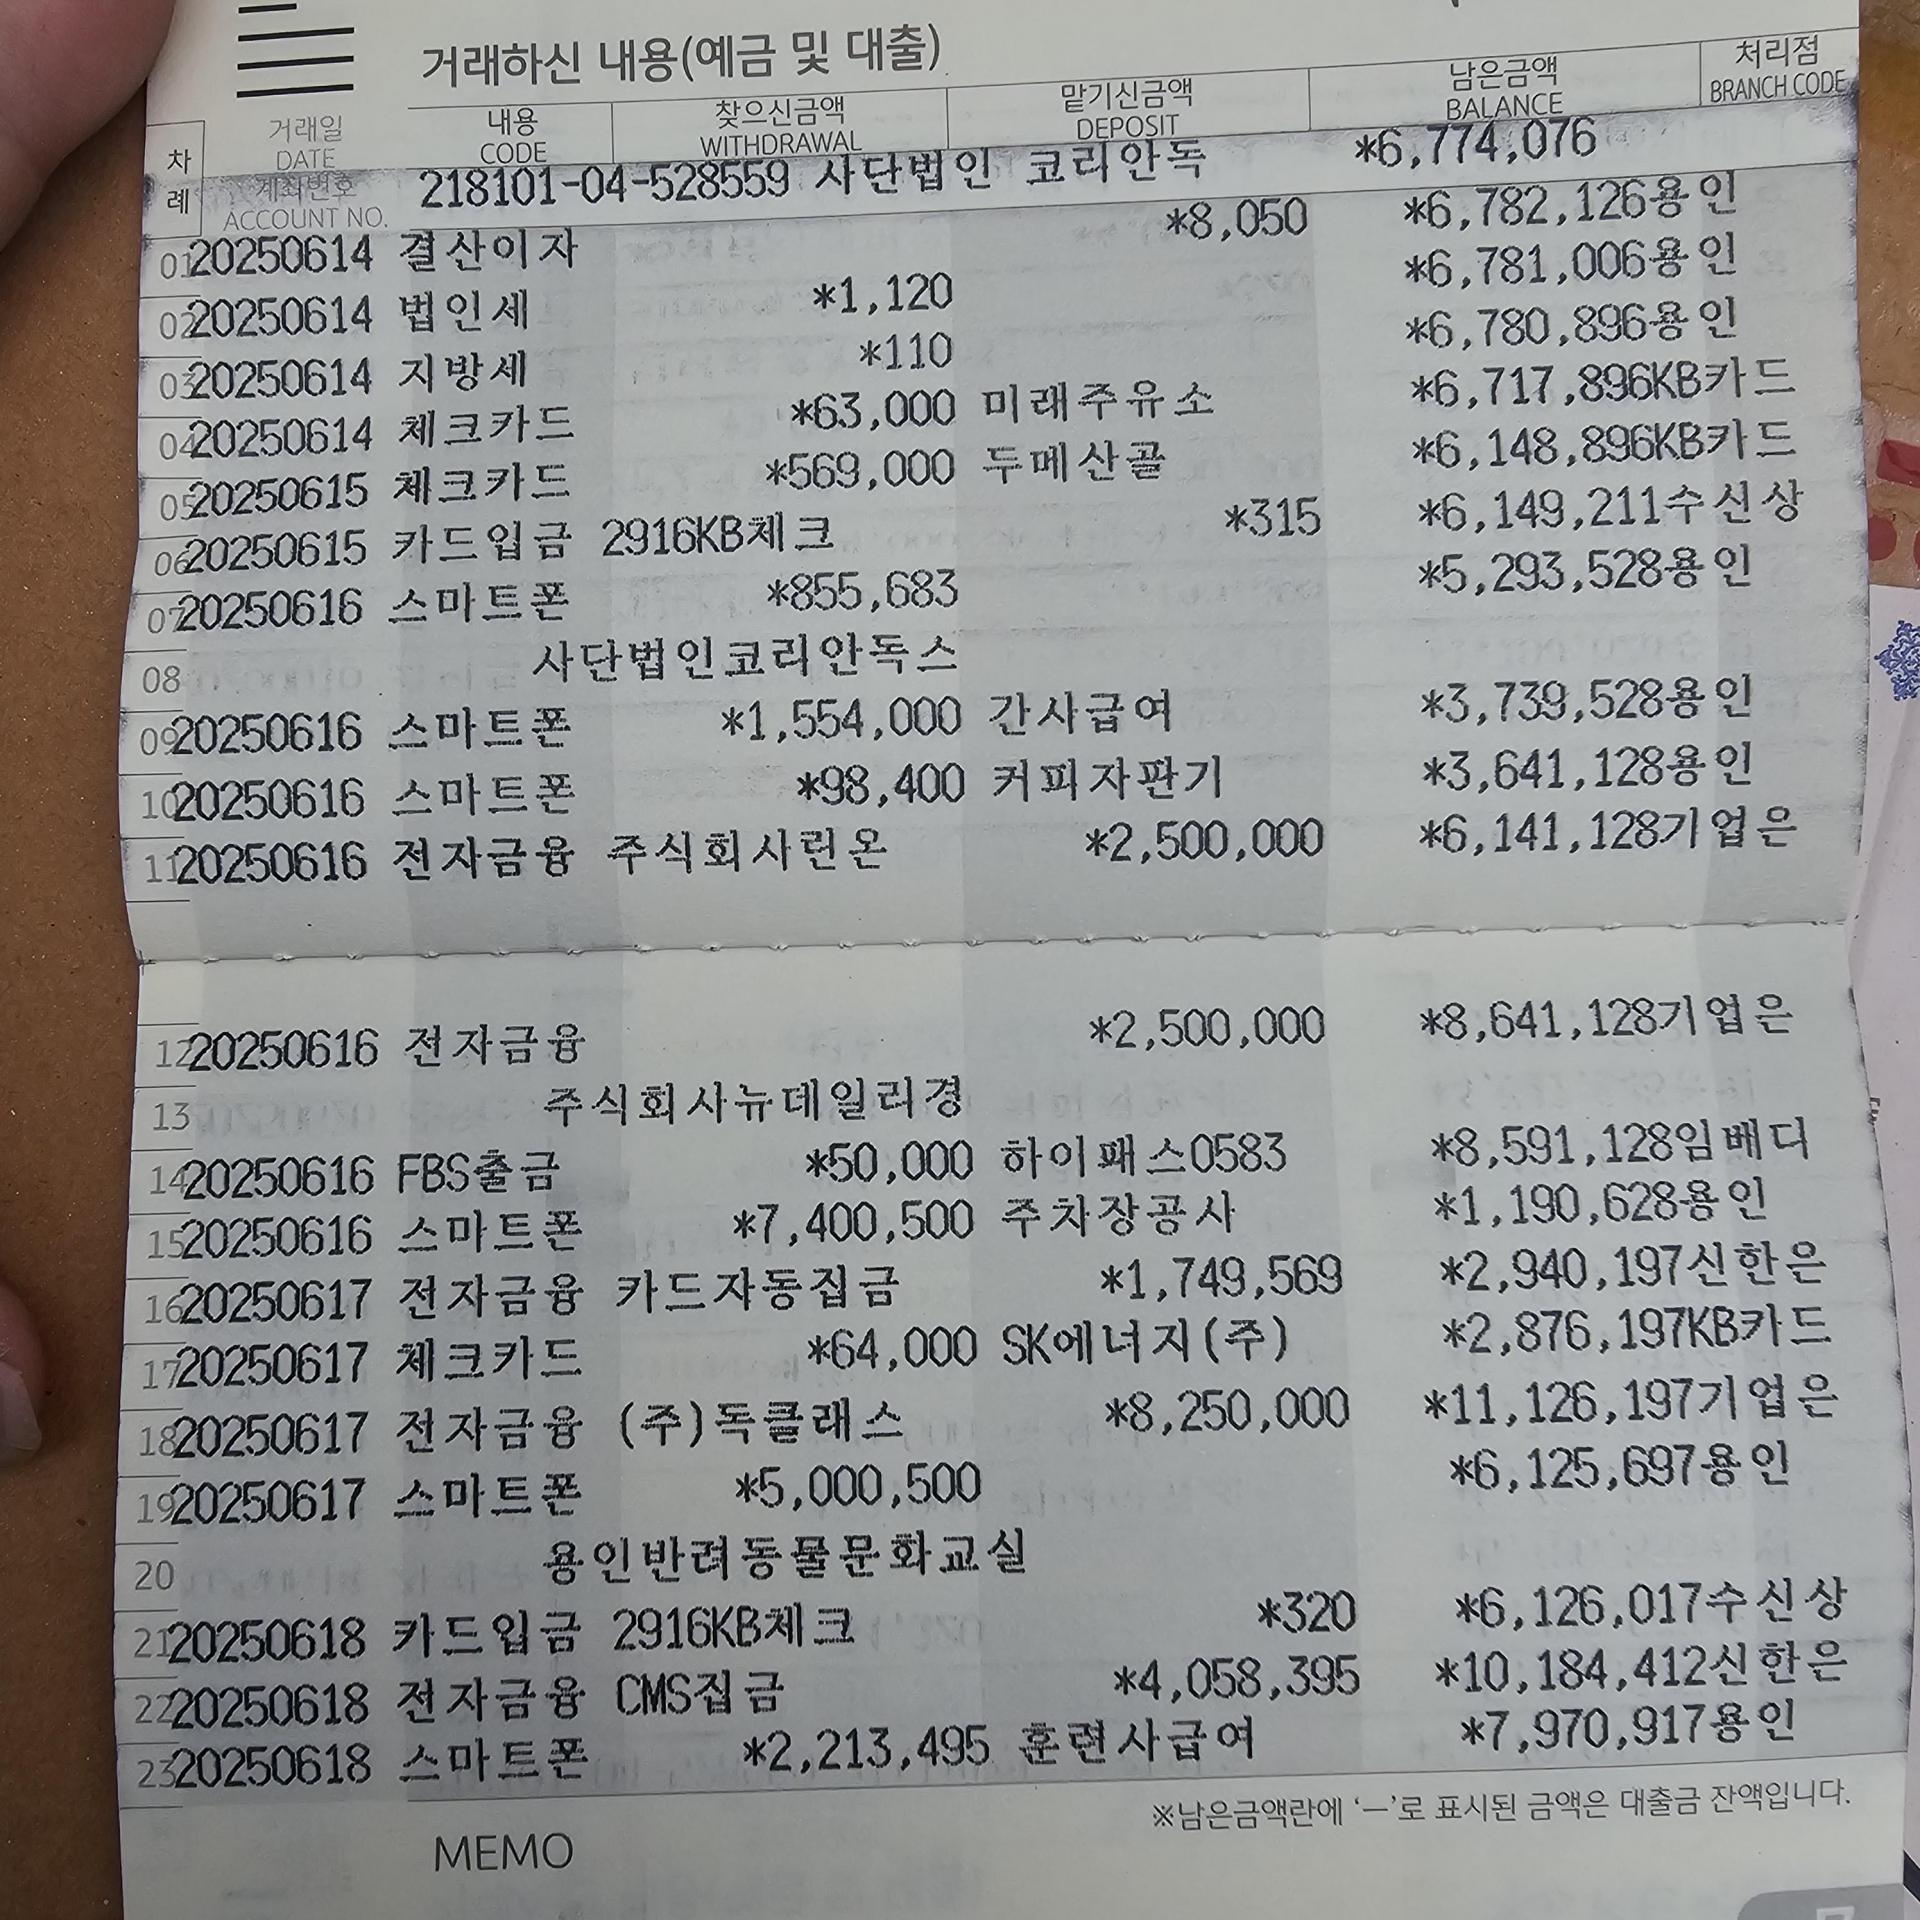 거래하신 내용(예금 및 대출)
차례 거래일 DATE 내용 CODE 찾으신금액 WITHDRAWAL 맡기신금액 DEPOSIT 남은금액 BALANCE 처리점 BRANCH CODE
계좌번호 ACCOUNT NO. 218101-04-528559 사단법인 코리안독 *6,774,076
01 20250614 결산이자 *8,050 *6,782,126용인
02 20250614 법인세 *1,120 *6,781,006용인
03 20250614 지방세 *110 *6,780,896용인
04 20250614 체크카드 *63,000 미래주유소 *6,717,896KB카드
05 20250615 체크카드 *569,000 두메산골 *6,148,896KB카드
06 20250615 카드입금 2916KB체크 *315 *6,149,211수신상
07 20250616 스마트폰 *855,683 *5,293,528용인
08 사단법인코리안독스
09 20250616 스마트폰 *1,554,000 간사급여 *3,739,528용인
10 20250616 스마트폰 *98,400 커피자판기 *3,641,128용인
11 20250616 전자금융 주식회사린온 *2,500,000 *6,141,128기업은
12 20250616 전자금융 *2,500,000 *8,641,128기업은
13 주식회사뉴데일리경
14 20250616 FBS출금 *50,000 하이패스0583 *8,591,128임베디
15 20250616 스마트폰 *7,400,500 주차장공사 *1,190,628용인
16 20250617 전자금융 카드자동집금 *1,749,569 *2,940,197신한은
17 20250617 체크카드 *64,000 SK에너지(주) *2,876,197KB카드
18 20250617 전자금융 (주)독클래스 *8,250,000 *11,126,197기업은
19 20250617 스마트폰 *5,000,500 *6,125,697용인
20 용인반려동물문화교실
21 20250618 카드입금 2916KB체크 *320 *6,126,017수신상
22 20250618 전자금융 CMS집금 *4,058,395 *10,184,412신한은
23 20250618 스마트폰 *2,213,495 훈련사급여 *7,970,917용인
※남은금액란에 ‘—’로 표시된 금액은 대출금 잔액입니다.
MEMO